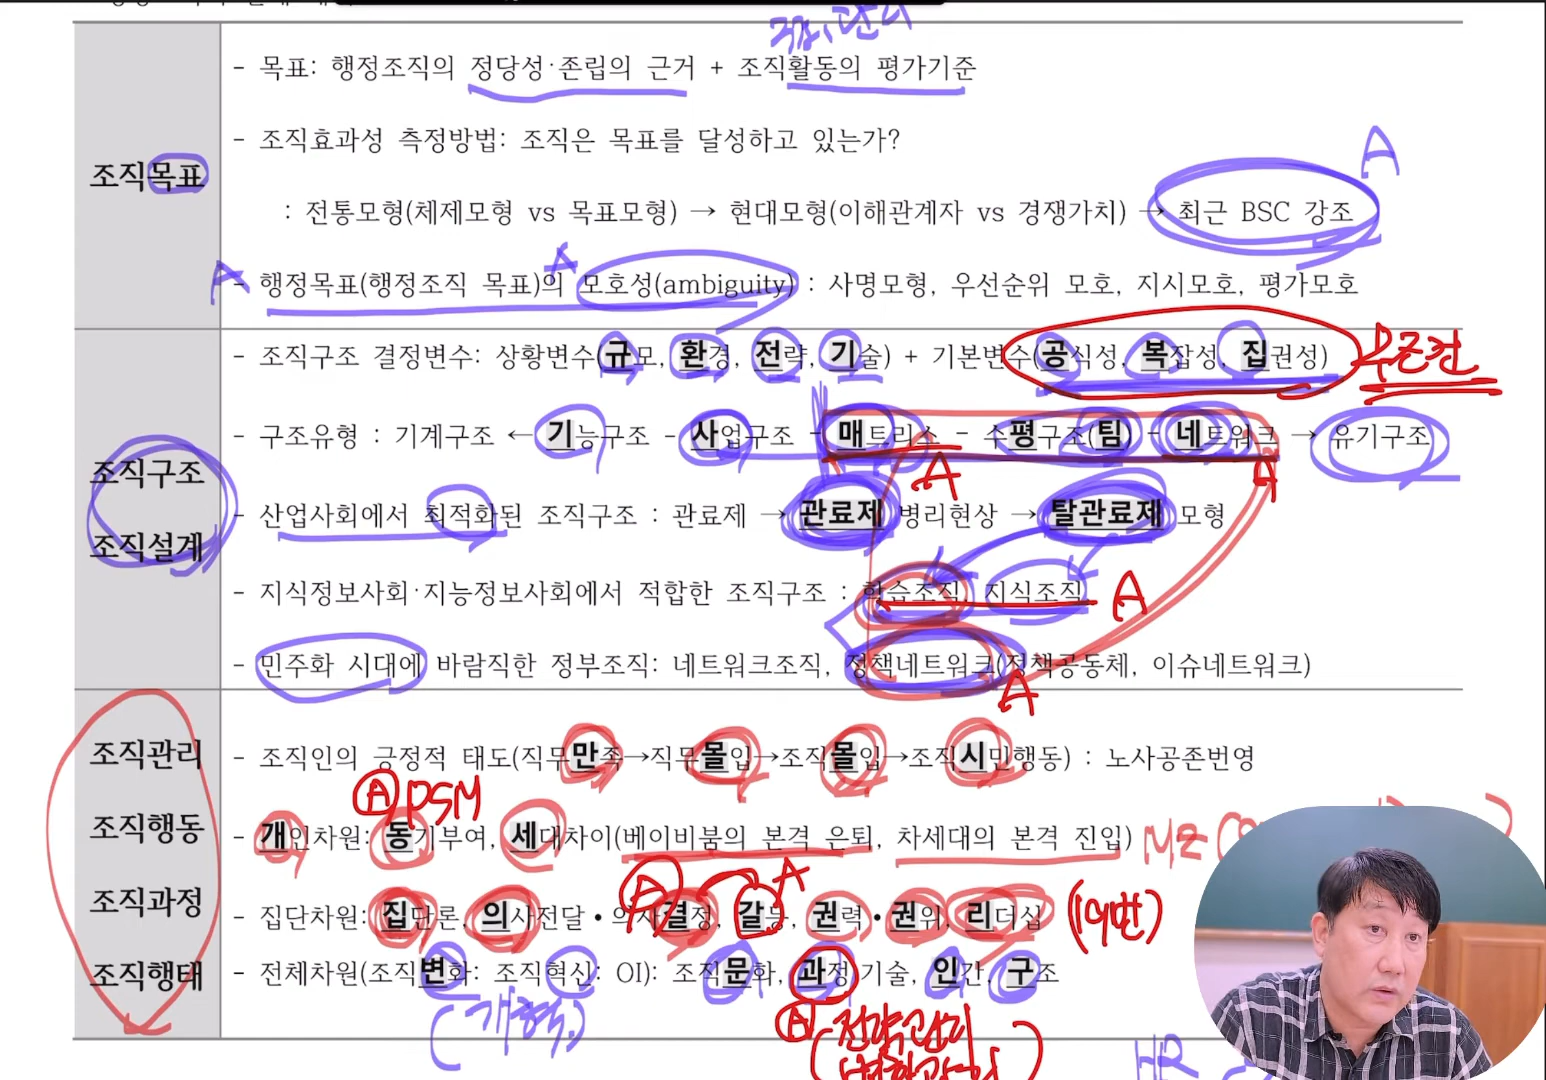 구조, 관리
- 목표: 행정조직의 정당성·존립의 근거 + 조직활동의 평가기준
- 조직효과성 측정방법: 조직은 목표를 달성하고 있는가?
A
조직목표
: 전통모형(체제모형 vs 목표모형) → 현대모형(이해관계자 vs 경쟁가치) → 최근 BSC 강조
A
- 행정목표(행정조직 목표)의 모호성(ambiguity) : 사명모형, 우선순위 모호, 지시모호, 평가모호
- 조직구조 결정변수: 상황변수(규모, 환경, 전략, 기술) + 기본변수(공식성, 복잡성, 집권성) 무조건
- 구조유형 : 기계구조 ← 기능구조 - 사업구조 - 매트리스 - 수평구조(팀) - 네트워크 → 유기구조
조직구조
A A
- 산업사회에서 최적화된 조직구조 : 관료제 → 관료제 병리현상 → 탈관료제 모형
조직설계
- 지식정보사회·지능정보사회에서 적합한 조직구조 : 학습조직, 지식조직 A
- 민주화 시대에 바람직한 정부조직: 네트워크조직, 정책네트워크(정책공동체, 이슈네트워크)
A
조직관리
- 조직인의 긍정적 태도(직무만족→직무몰입→조직몰입→조직시민행동) : 노사공존번영
A PSM
조직행동
- 개인차원: 동기부여, 세대차이(베이비붐의 본격 은퇴, 차세대의 본격 진입) MZ
A A
조직과정
- 집단차원: 집단론, 의사전달•의사결정, 갈등, 권력•권위, 리더십
조직행태
- 전체차원(조직변화: 조직혁신: OI): 조직문화, 과정 기술, 인간, 구조
(개혁)
A (전략관리